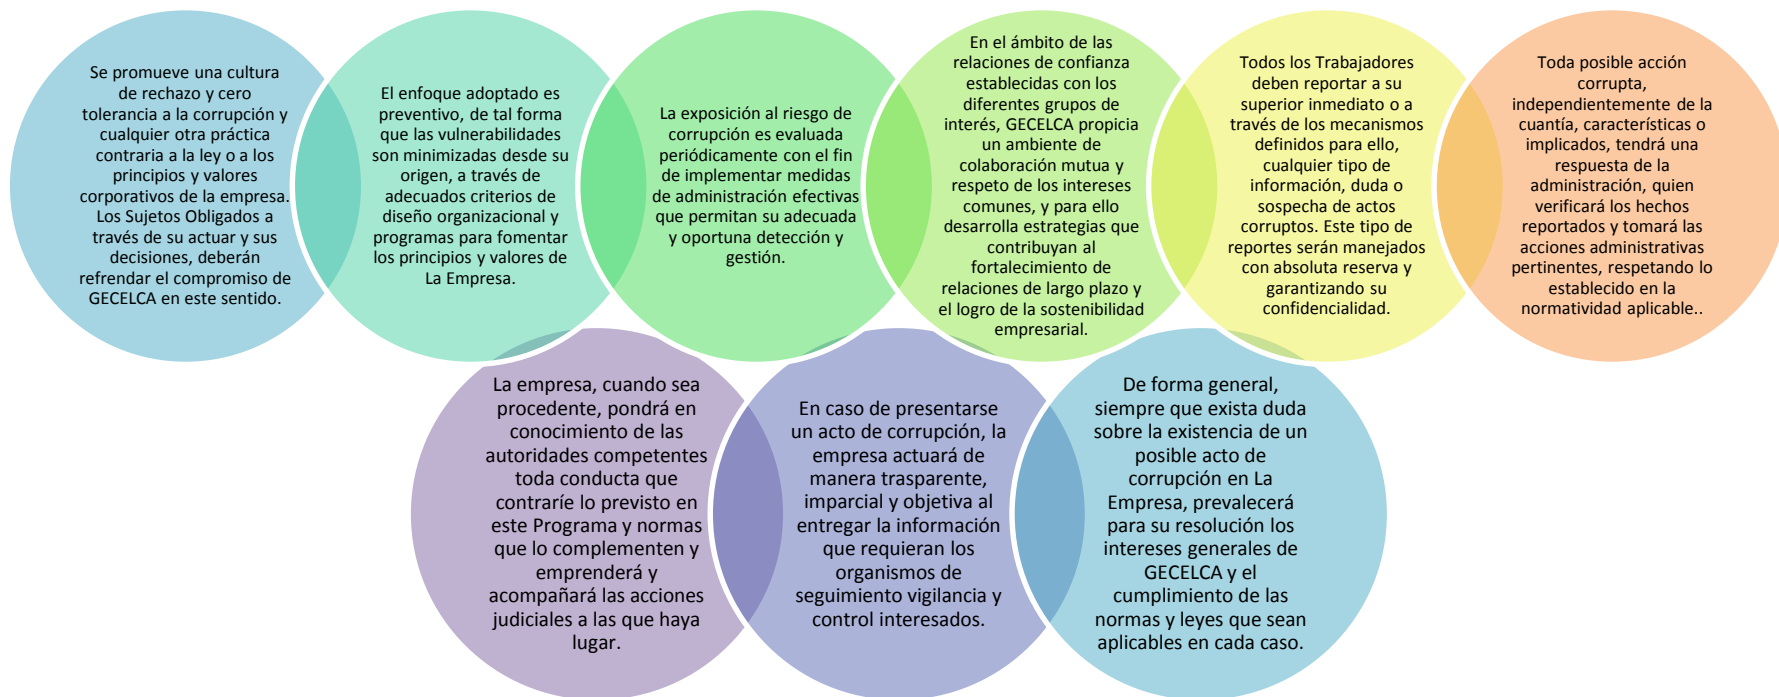 Se promueve una cultura
de rechazo y cero
tolerancia a la corrupción y
cualquier otra práctica
contraria a la ley o a los
principios y valores
corporativos de la empresa.
Los Sujetos Obligados a
través de su actuar y sus
decisiones, deberán
refrendar el compromiso de
GECELCA en este sentido.
El enfoque adoptado es
preventivo, de tal forma
que las vulnerabilidades
son minimizadas desde su
origen, a través de
adecuados criterios de
diseño organizacional y
programas para fomentar
los principios y valores de
La Empresa.
La exposición al riesgo de
corrupción es evaluada
periódicamente con el fin
de implementar medidas
de administración efectivas
que permitan su adecuada
y oportuna detección y
gestión.
En el ámbito de las
relaciones de confianza
establecidas con los
diferentes grupos de
interés, GECELCA propicia
un ambiente de
colaboración mutua y
respeto de los intereses
comunes, y para ello
desarrolla estrategias que
contribuyan al
fortalecimiento de
relaciones de largo plazo y
el logro de la sostenibilidad
empresarial.
Todos los Trabajadores
deben reportar a su
superior inmediato o a
través de los mecanismos
definidos para ello,
cualquier tipo de
información, duda o
sospecha de actos
corruptos. Este tipo de
reportes serán manejados
con absoluta reserva y
garantizando su
confidencialidad.
Toda posible acción
corrupta,
independientemente de la
cuantía, características o
implicados, tendrá una
respuesta de la
administración, quien
verificará los hechos
reportados y tomará las
acciones administrativas
pertinentes, respetando lo
establecido en la
normatividad aplicable..
La empresa, cuando sea
procedente, pondrá en
conocimiento de las
autoridades competentes
toda conducta que
contraríe lo previsto en
este Programa y normas
que lo complementen y
emprenderá y
acompañará las acciones
judiciales a las que haya
lugar.
En caso de presentarse
un acto de corrupción, la
empresa actuará de
manera trasparente,
imparcial y objetiva al
entregar la información
que requieran los
organismos de
seguimiento vigilancia y
control interesados.
De forma general,
siempre que exista duda
sobre la existencia de un
posible acto de
corrupción en La
Empresa, prevalecerá
para su resolución los
intereses generales de
GECELCA y el
cumplimiento de las
normas y leyes que sean
aplicables en cada caso.